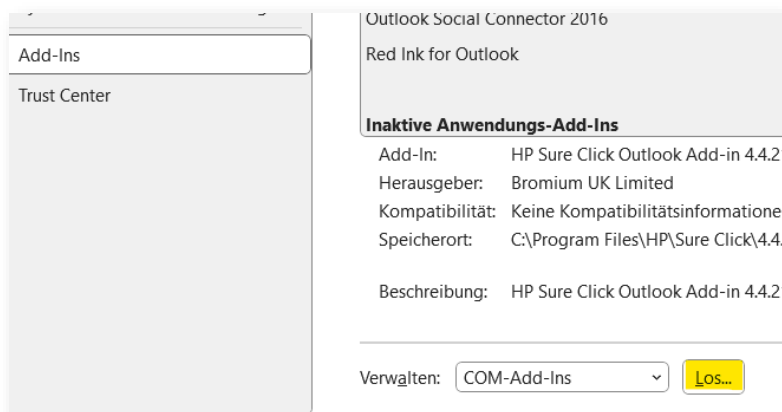 Add-Ins
Trust Center
Outlook Social Connector 2016
Red Ink for Outlook
Inaktive Anwendungs-Add-Ins
Add-In: HP Sure Click Outlook Add-in 4.4.2
Herausgeber: Bromium UK Limited
Kompatibilität: Keine Kompatibilitätsinformatione
Speicherort: C:\Program Files\HP\Sure Click\4.4.
Beschreibung: HP Sure Click Outlook Add-in 4.4.2
Verwalten: COM-Add-Ins Los...